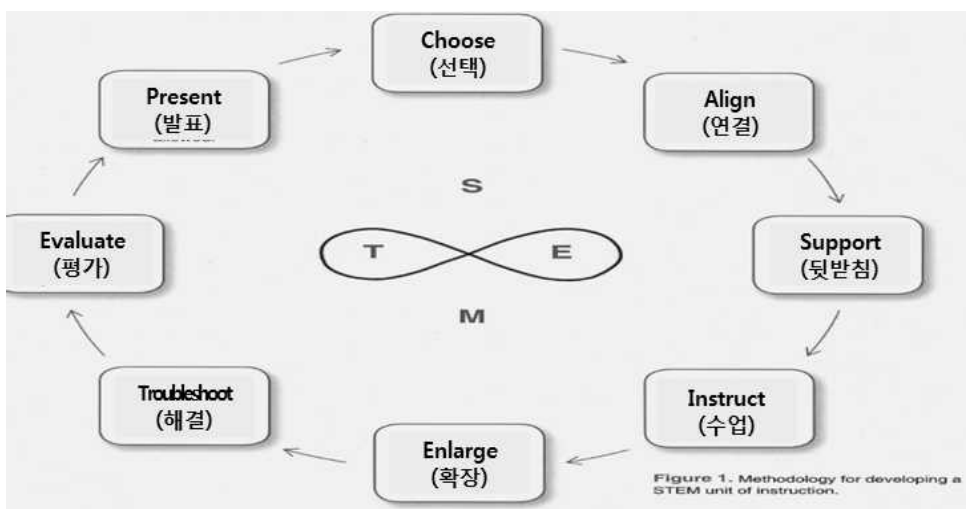 Choose
(선택)
Align
(연결)
Support
(뒷받침)
Instruct
(수업)
Enlarge
(확장)
Troubleshoot
(해결)
Evaluate
(평가)
Present
(발표)
S
T
E
M
Figure 1. Methodology for developing a
STEM unit of instruction.